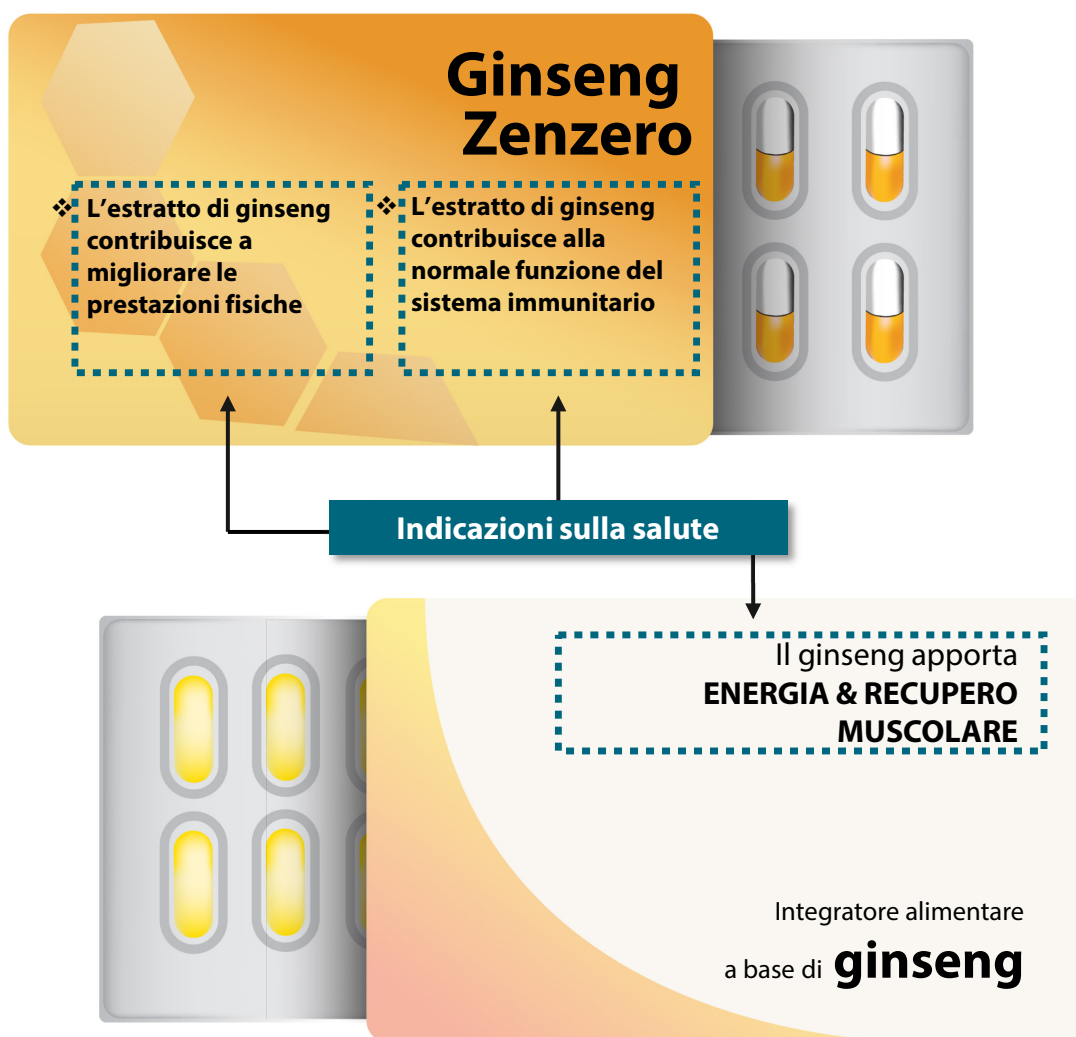 Ginseng
Zenzero
❖ L’estratto di ginseng
contribuisce a
migliorare le
prestazioni fisiche
❖ L’estratto di ginseng
contribuisce alla
normale funzione del
sistema immunitario
Indicazioni sulla salute
Il ginseng apporta
ENERGIA & RECUPERO
MUSCOLARE
Integratore alimentare
a base di ginseng